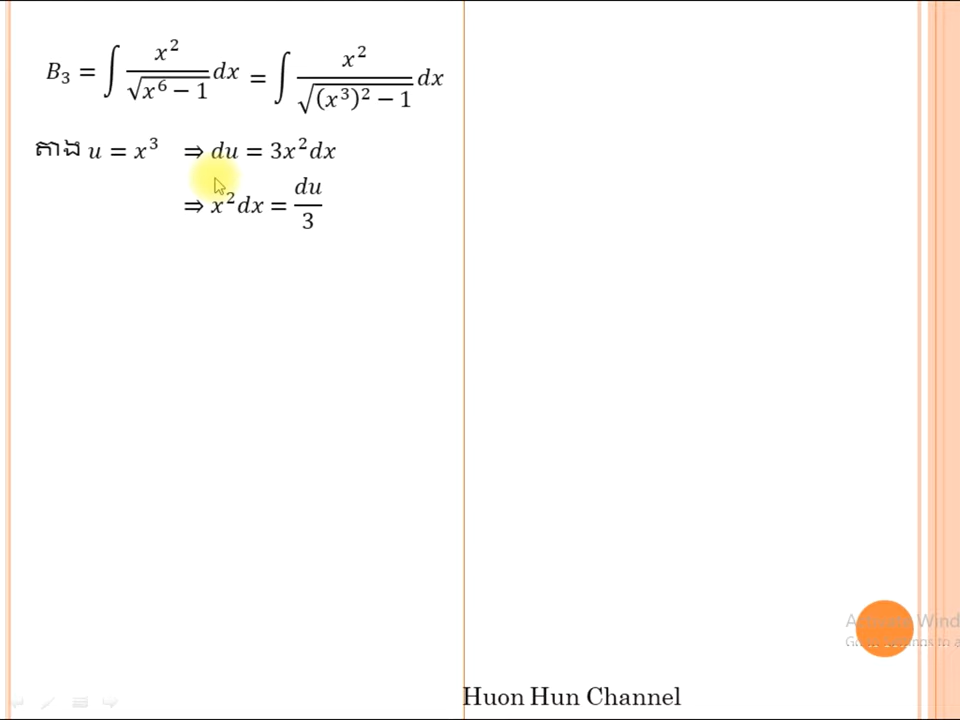 B₃ = ∫ x²/√(x⁶ − 1) dx = ∫ x²/√((x³)² − 1) dx
តាង u = x³ ⇒ du = 3x²dx
⇒ x²dx = du/3
Huon Hun Channel